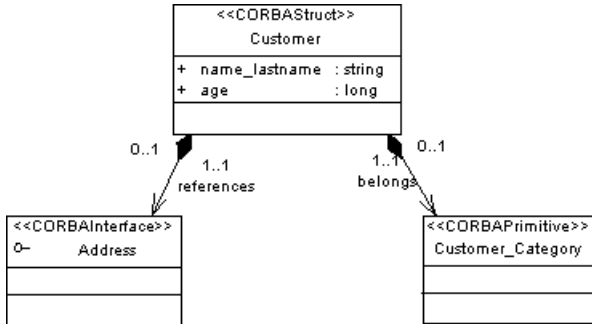 <<CORBAStruct>>
Customer
+ name_lastname : string
+ age : long
0..1
1..1
references
1..1
0..1
belongs
<<CORBAInterface>>
Address
<<CORBAPrimitive>>
Customer_Category